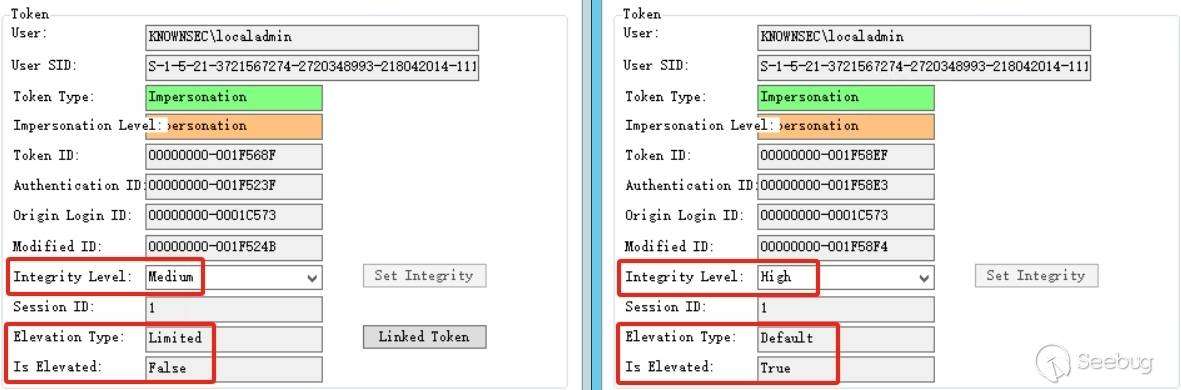 Token
User: KNOWNSEC\localadmin
User SID: S-1-5-21-3721567274-2720348993-218042014-111
Token Type: Impersonation
Impersonation Level: personation
Token ID: 00000000-001F568F
Authentication ID: 00000000-001F523F
Origin Login ID: 00000000-0001C573
Modified ID: 00000000-001F524B
Integrity Level: Medium Set Integrity
Session ID: 1
Elevation Type: Limited Linked Token
Is Elevated: False
Token
User: KNOWNSEC\localadmin
User SID: S-1-5-21-3721567274-2720348993-218042014-111
Token Type: Impersonation
Impersonation Level: personation
Token ID: 00000000-001F58EF
Authentication ID: 00000000-001F58E3
Origin Login ID: 00000000-0001C573
Modified ID: 00000000-001F58F4
Integrity Level: High Set Integrity
Session ID: 1
Elevation Type: Default
Is Elevated: True
Seebug